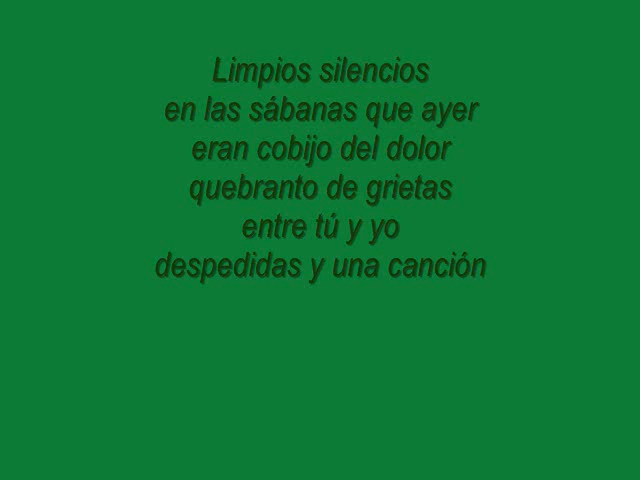 Limpios silencios
en las sábanas que ayer
eran cobijo del dolor
quebranto de grietas
entre tú y yo
despedidas y una canción